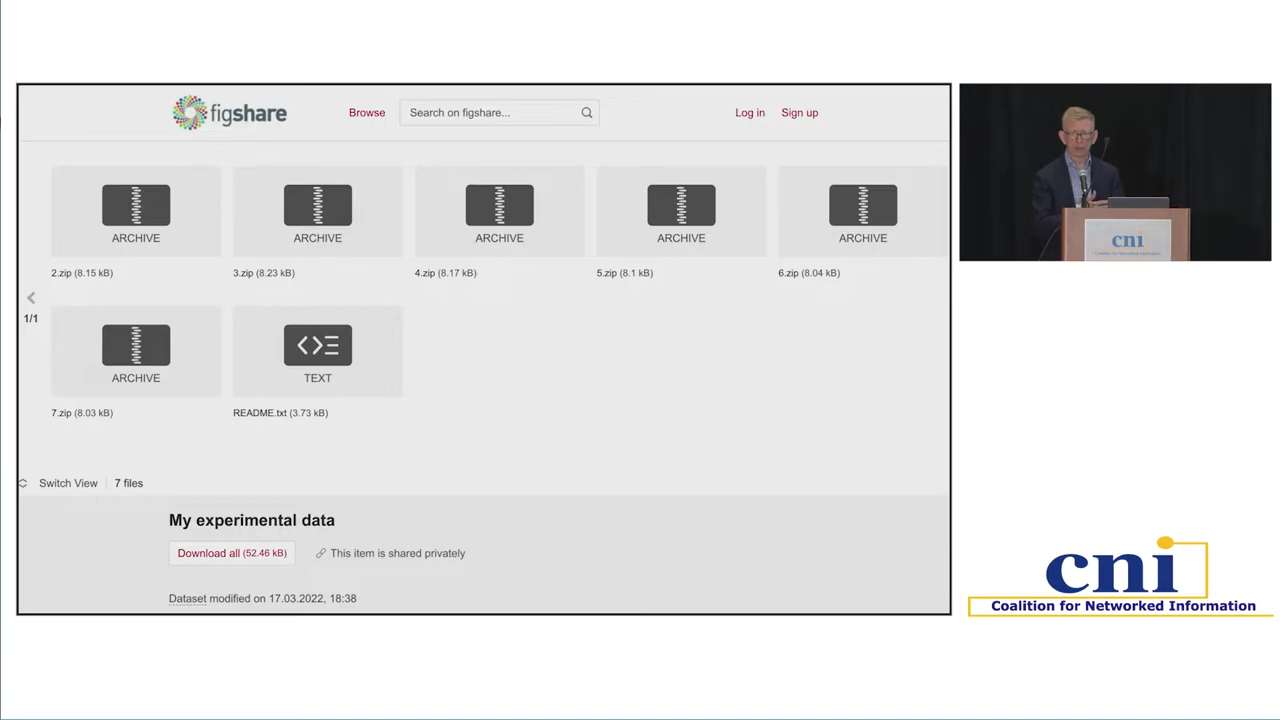 figshare
Browse
Search on figshare...
Log in
Sign up
ARCHIVE
ARCHIVE
ARCHIVE
ARCHIVE
ARCHIVE
2.zip (8.15 kB)
3.zip (8.23 kB)
4.zip (8.17 kB)
5.zip (8.1 kB)
6.zip (8.04 kB)
1/1
ARCHIVE
TEXT
7.zip (8.03 kB)
README.txt (3.73 kB)
Switch View
7 files
My experimental data
Download all (52.46 kB)
This item is shared privately
Dataset modified on 17.03.2022, 18:38
cni
Coalition for Networked Information
cni
Coalition for Networked Information